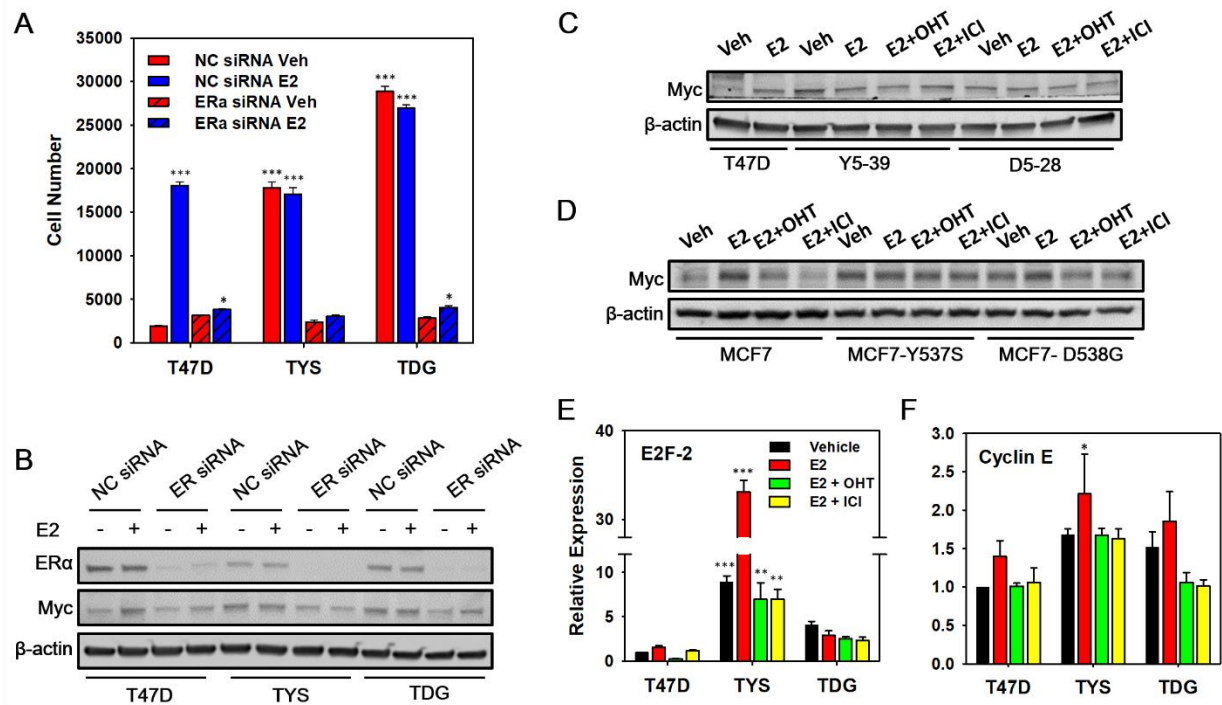 A
35000
30000
25000
20000
15000
10000
5000
0
Cell Number
NC siRNA Veh
NC siRNA E2
ERa siRNA Veh
ERa siRNA E2
***
*
*** ***
*** ***
*
T47D TYS TDG
B
NC siRNA ER siRNA NC siRNA ER siRNA NC siRNA ER siRNA
E2 - + - + - + - + - + - +
ERα
Myc
β-actin
T47D TYS TDG
C
Veh E2 Veh E2 E2+OHT E2+ICI Veh E2 E2+OHT E2+ICI
Myc
β-actin
T47D Y5-39 D5-28
D
Veh E2 E2+OHT E2+ICI Veh E2 E2+OHT E2+ICI Veh E2 E2+OHT E2+ICI
Myc
β-actin
MCF7 MCF7-Y537S MCF7- D538G
E
40
30
10
5
0
Relative Expression
E2F-2
Vehicle
E2
E2 + OHT
E2 + ICI
***
*** ** **
T47D TYS TDG
F
3.0
2.5
2.0
1.5
1.0
0.5
0.0
Cyclin E
*
T47D TYS TDG